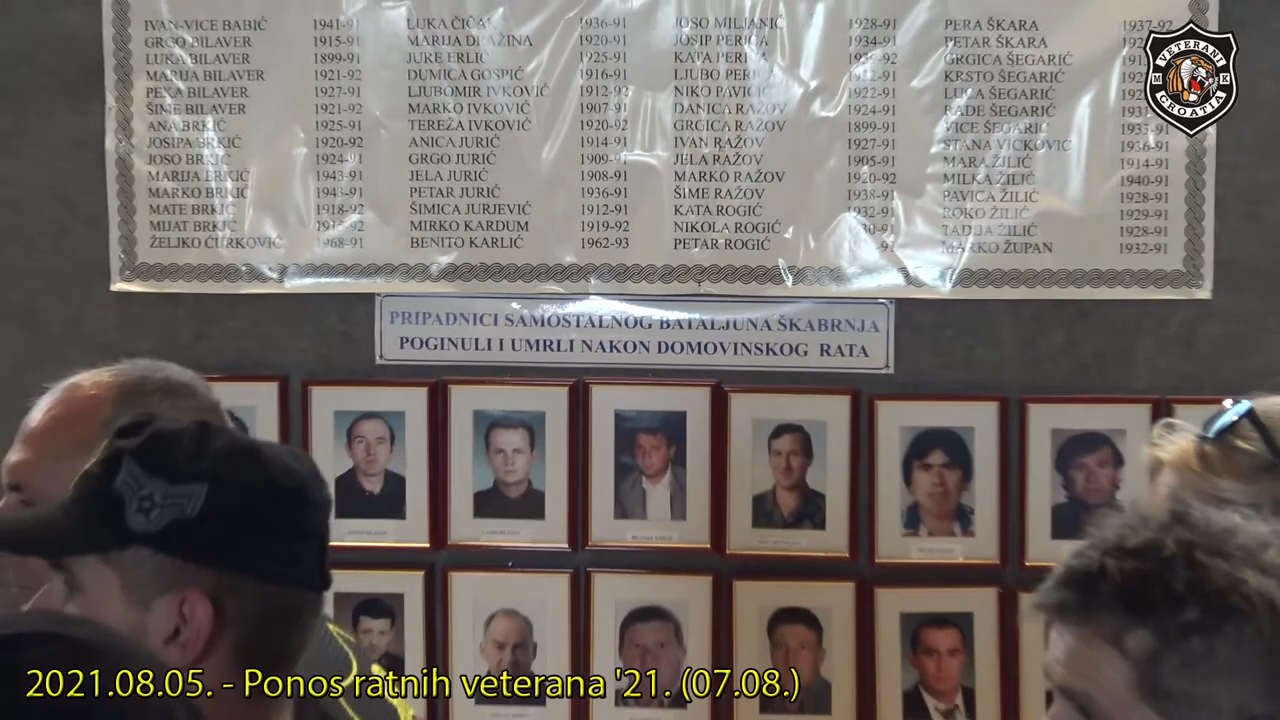 IVAN-VICE BABIĆ 1941-91 LUKA ČIČAK 1936-91 JOSO MILJANIĆ 1928-91 PERA ŠKARA 1937-92
GRGO BILAVER 1915-91 MARIJA DRAŽINA 1920-91 JOSIP PERICA 1934-91 PETAR ŠKARA
LUKA BILAVER 1899-91 JURE ERLIĆ 1925-91 KATA PERICA GRGICA ŠEGARIĆ
MARIJA BILAVER 1921-92 DUMICA GOSPIĆ 1916-91 LJUBO PERICA KRSTO ŠEGARIĆ
PEKA BILAVER 1927-91 LJUBOMIR IVKOVIĆ 1912-92 NIKO PAVIČIĆ 1922-91 LUCA ŠEGARIĆ
ŠIME BILAVER 1921-92 MARKO IVKOVIĆ 1907-91 DANICA RAŽOV 1924-91 RADE ŠEGARIĆ
ANA BRKIĆ 1925-91 TEREŽA IVKOVIĆ 1920-92 GRGICA RAŽOV 1899-91 VICE ŠEGARIĆ 1933-91
JOSIPA BRKIĆ 1920-92 ANICA JURIĆ 1914-91 IVAN RAŽOV 1927-91 STANA VICKOVIĆ 1936-91
JOSO BRKIĆ 1924-91 GRGO JURIĆ 1909-91 JELA RAŽOV 1905-91 MARA ŽILIĆ 1914-91
MARIJA BRKIĆ 1943-91 JELA JURIĆ 1908-91 MARKO RAŽOV 1920-92 MILKA ŽILIĆ 1940-91
MARKO BRKIĆ 1943-91 PETAR JURIĆ 1936-91 ŠIME RAŽOV 1938-91 PAVICA ŽILIĆ 1928-91
MATE BRKIĆ 1918-92 ŠIMICA JURJEVIĆ 1912-91 KATA ROGIĆ 1932-91 ROKO ŽILIĆ 1929-91
MIJAT BRKIĆ MIRKO KARDUM 1919-92 NIKOLA ROGIĆ TADIJA ŽILIĆ 1928-91
ŽELJKO ĆURKOVIĆ 1968-91 BENITO KARLIĆ 1962-93 PETAR ROGIĆ MARKO ŽUPAN 1932-91
PRIPADNICI SAMOSTALNOG BATALJUNA ŠKABRNJA
POGINULI I UMRLI NAKON DOMOVINSKOG RATA
VETERANI
M K
CROATIA
2021.08.05. - Ponos ratnih veterana '21. (07.08.)